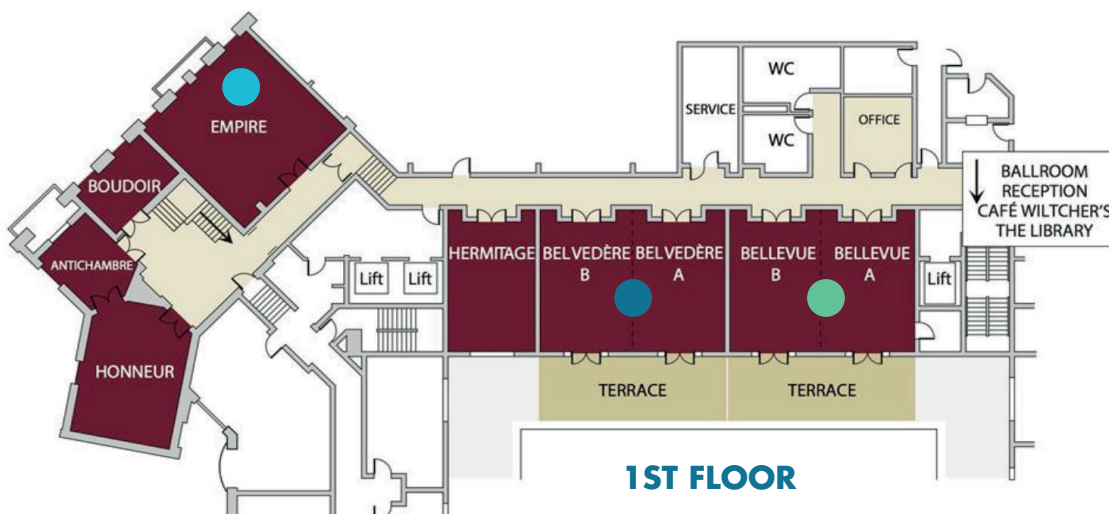 EMPIRE
BOUDOIR
ANTICHAMBRE
HONNEUR
WC
SERVICE
WC
OFFICE
BALLROOM
RECEPTION
CAFÉ WILTCHER'S
THE LIBRARY
HERMITAGE
BELVEDÈRE
B
BELVEDÈRE
A
BELLEVUE
B
BELLEVUE
A
Lift
Lift
Lift
TERRACE
TERRACE
1ST FLOOR